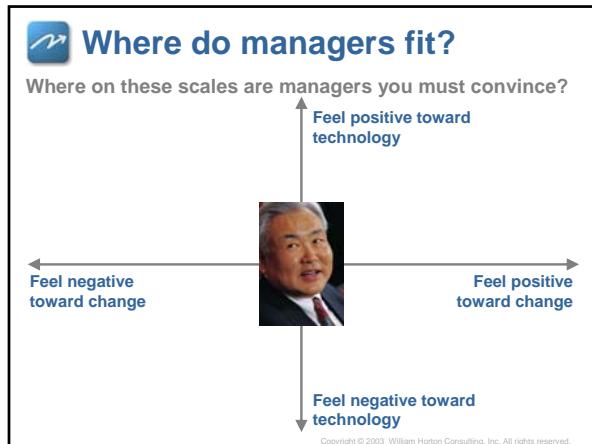 Where do managers fit?
Where on these scales are managers you must convince?
Feel positive toward
technology
Feel negative
toward change
Feel positive
toward change
Feel negative toward
technology
Copyright © 2003 William Horton Consulting, Inc. All rights reserved.